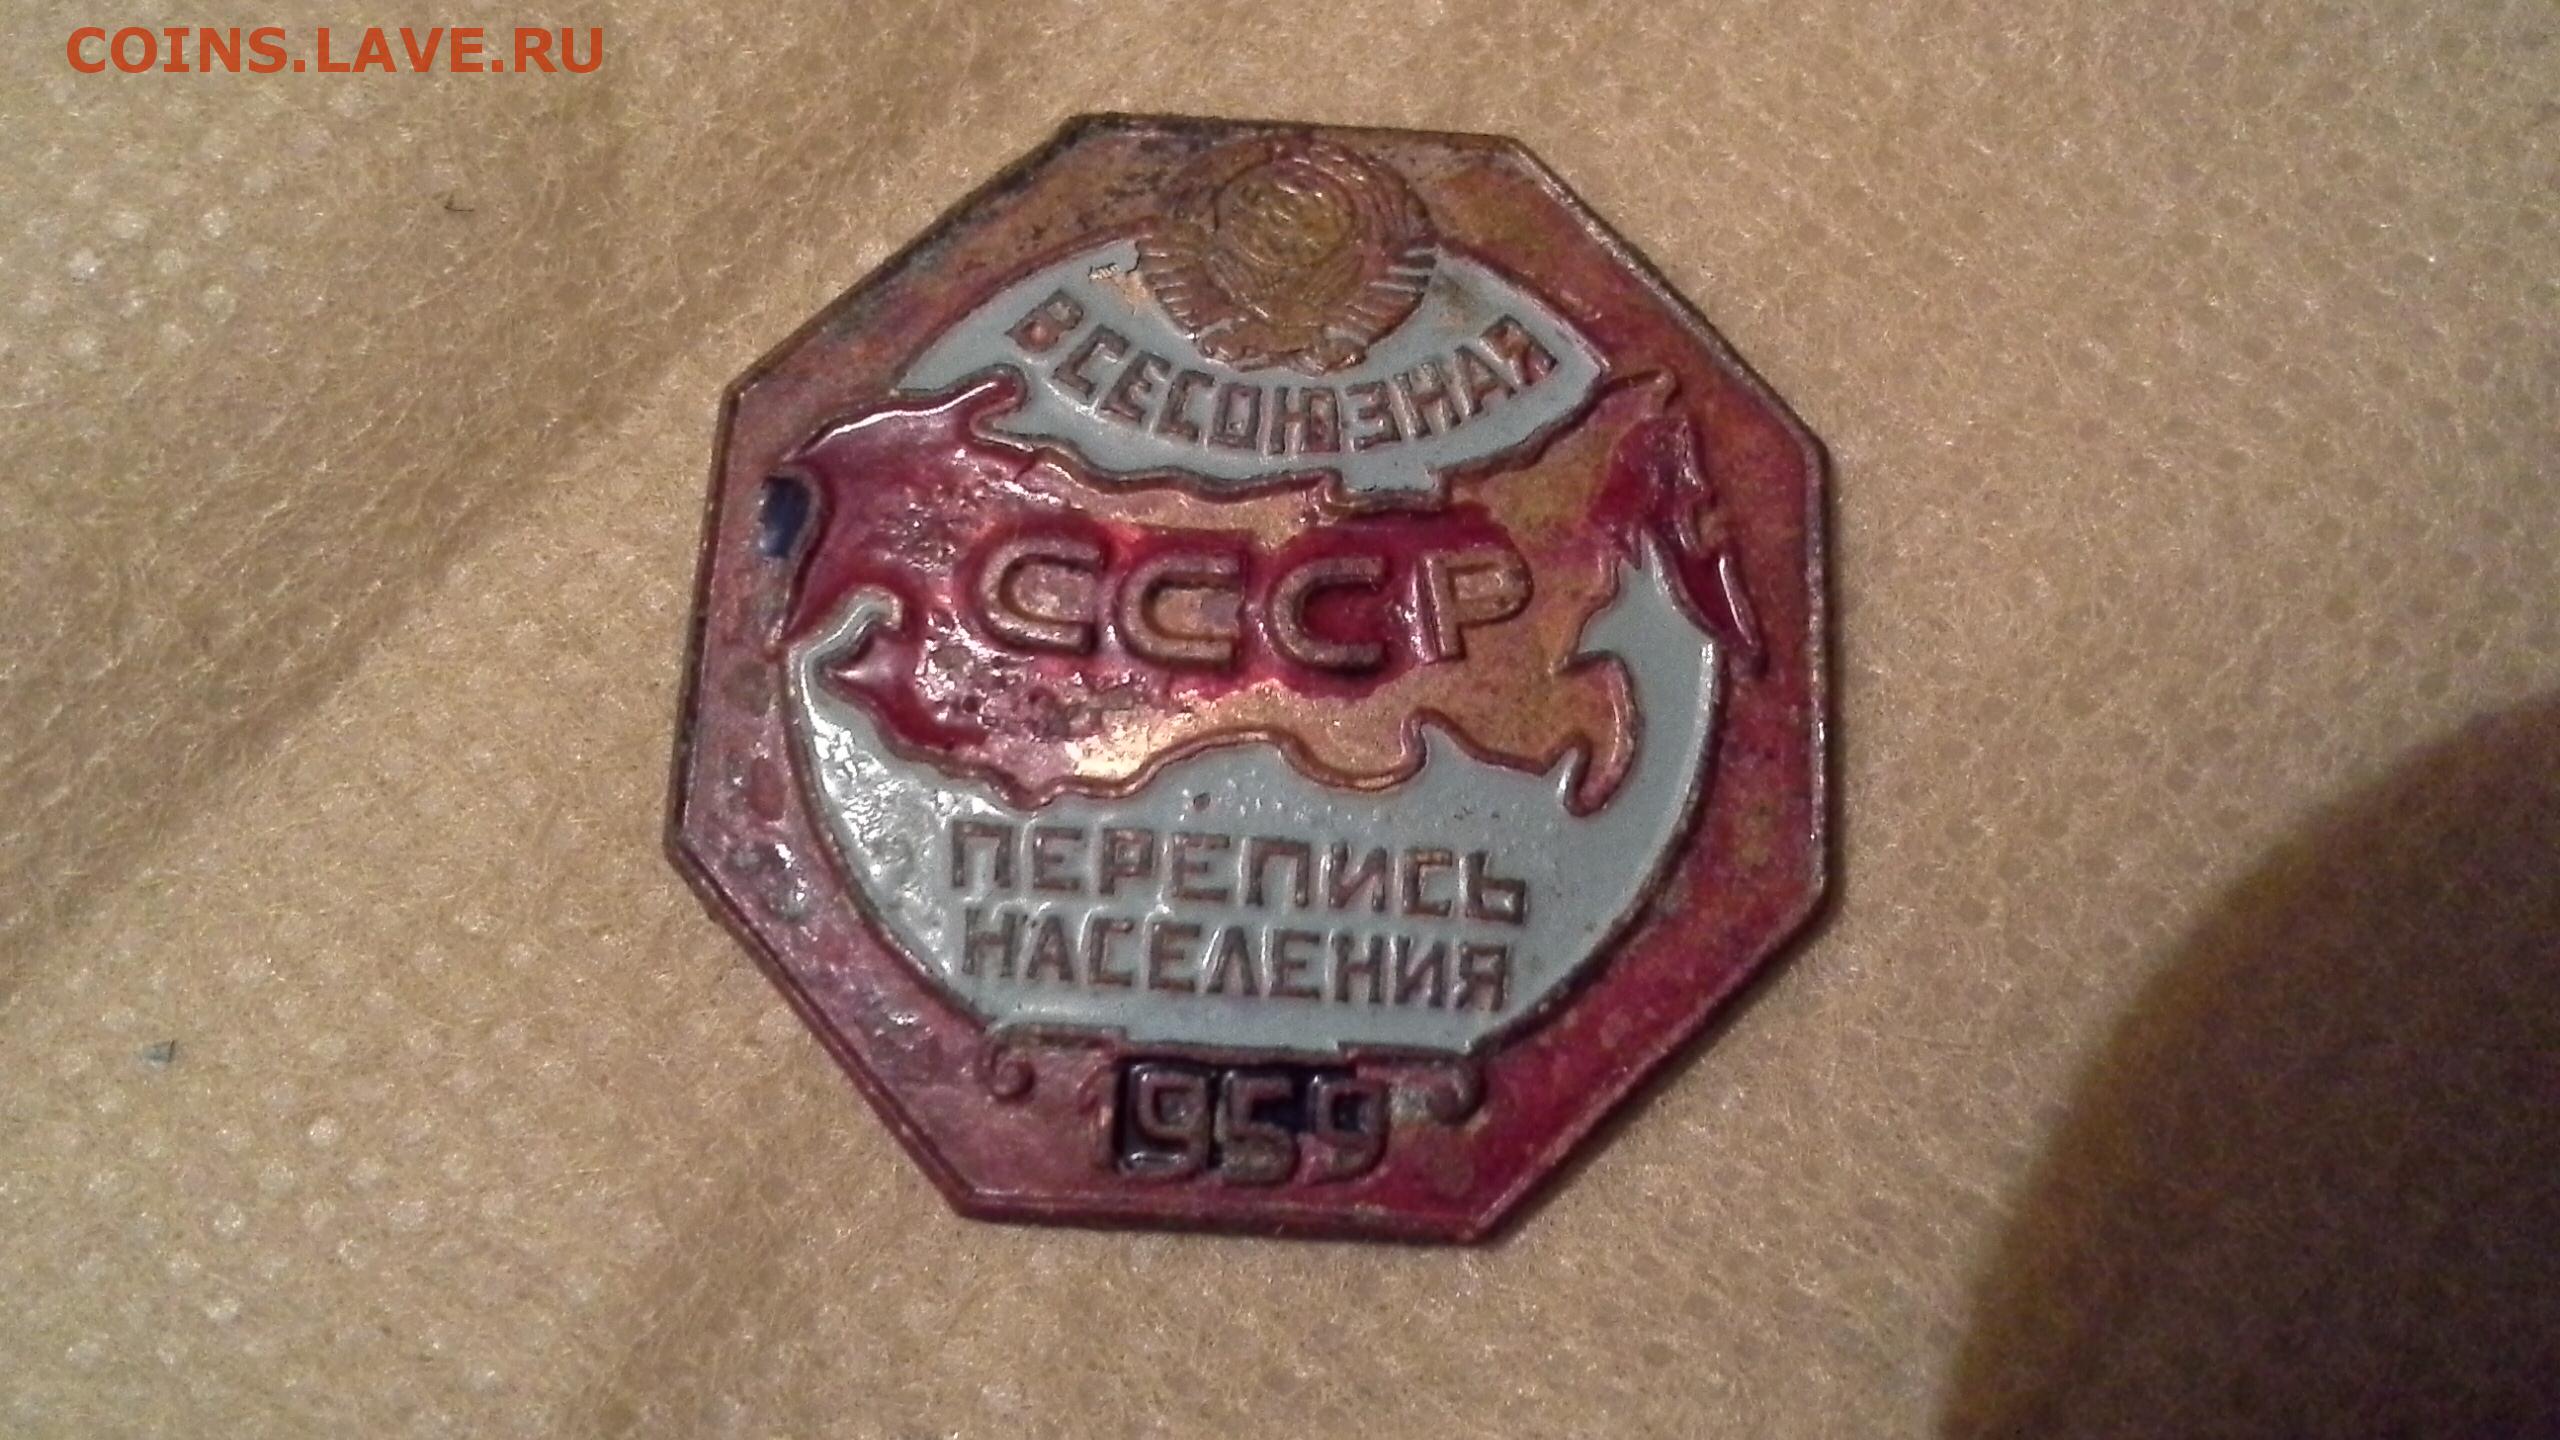 COINS.LAVE.RU
ВСЕСОЮЗНАЯ
СССР
ПЕРЕПИСЬ
НАСЕЛЕНИЯ
1959